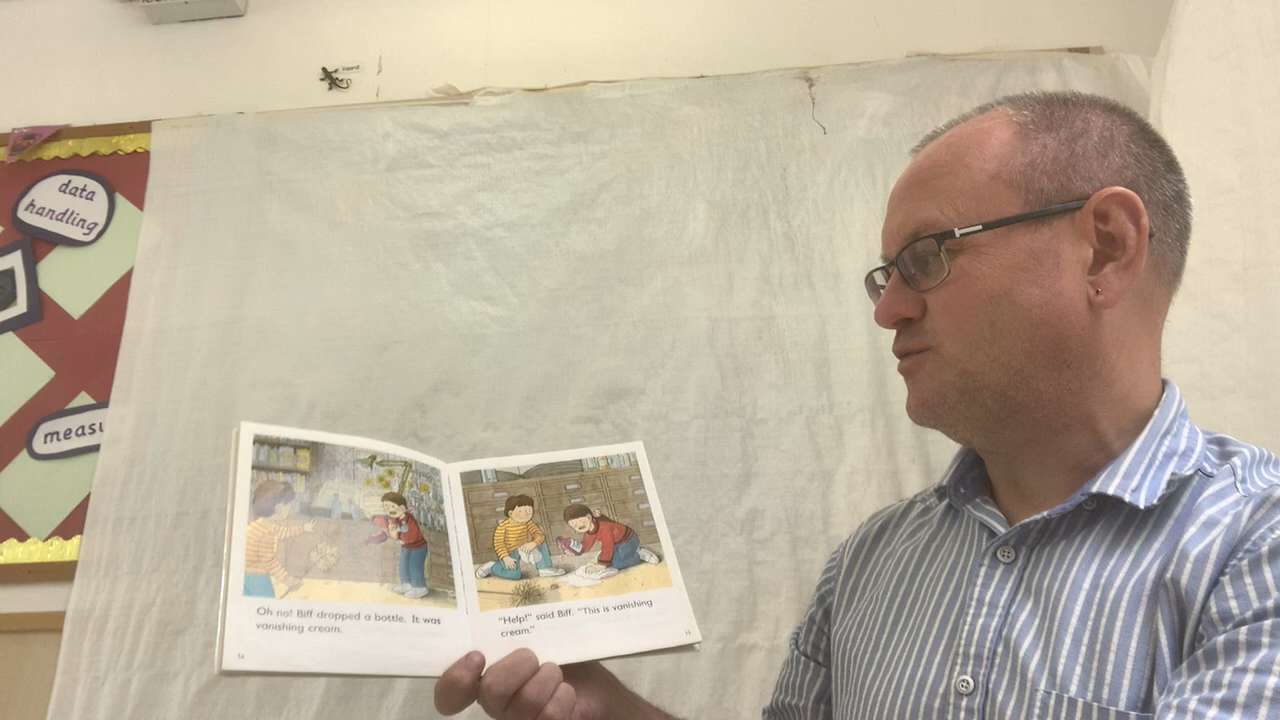 Lizard
data
handling
measu
Oh no! Biff dropped a bottle. It was
vanishing cream.
"Help!" said Biff. "This is vanishing
cream."